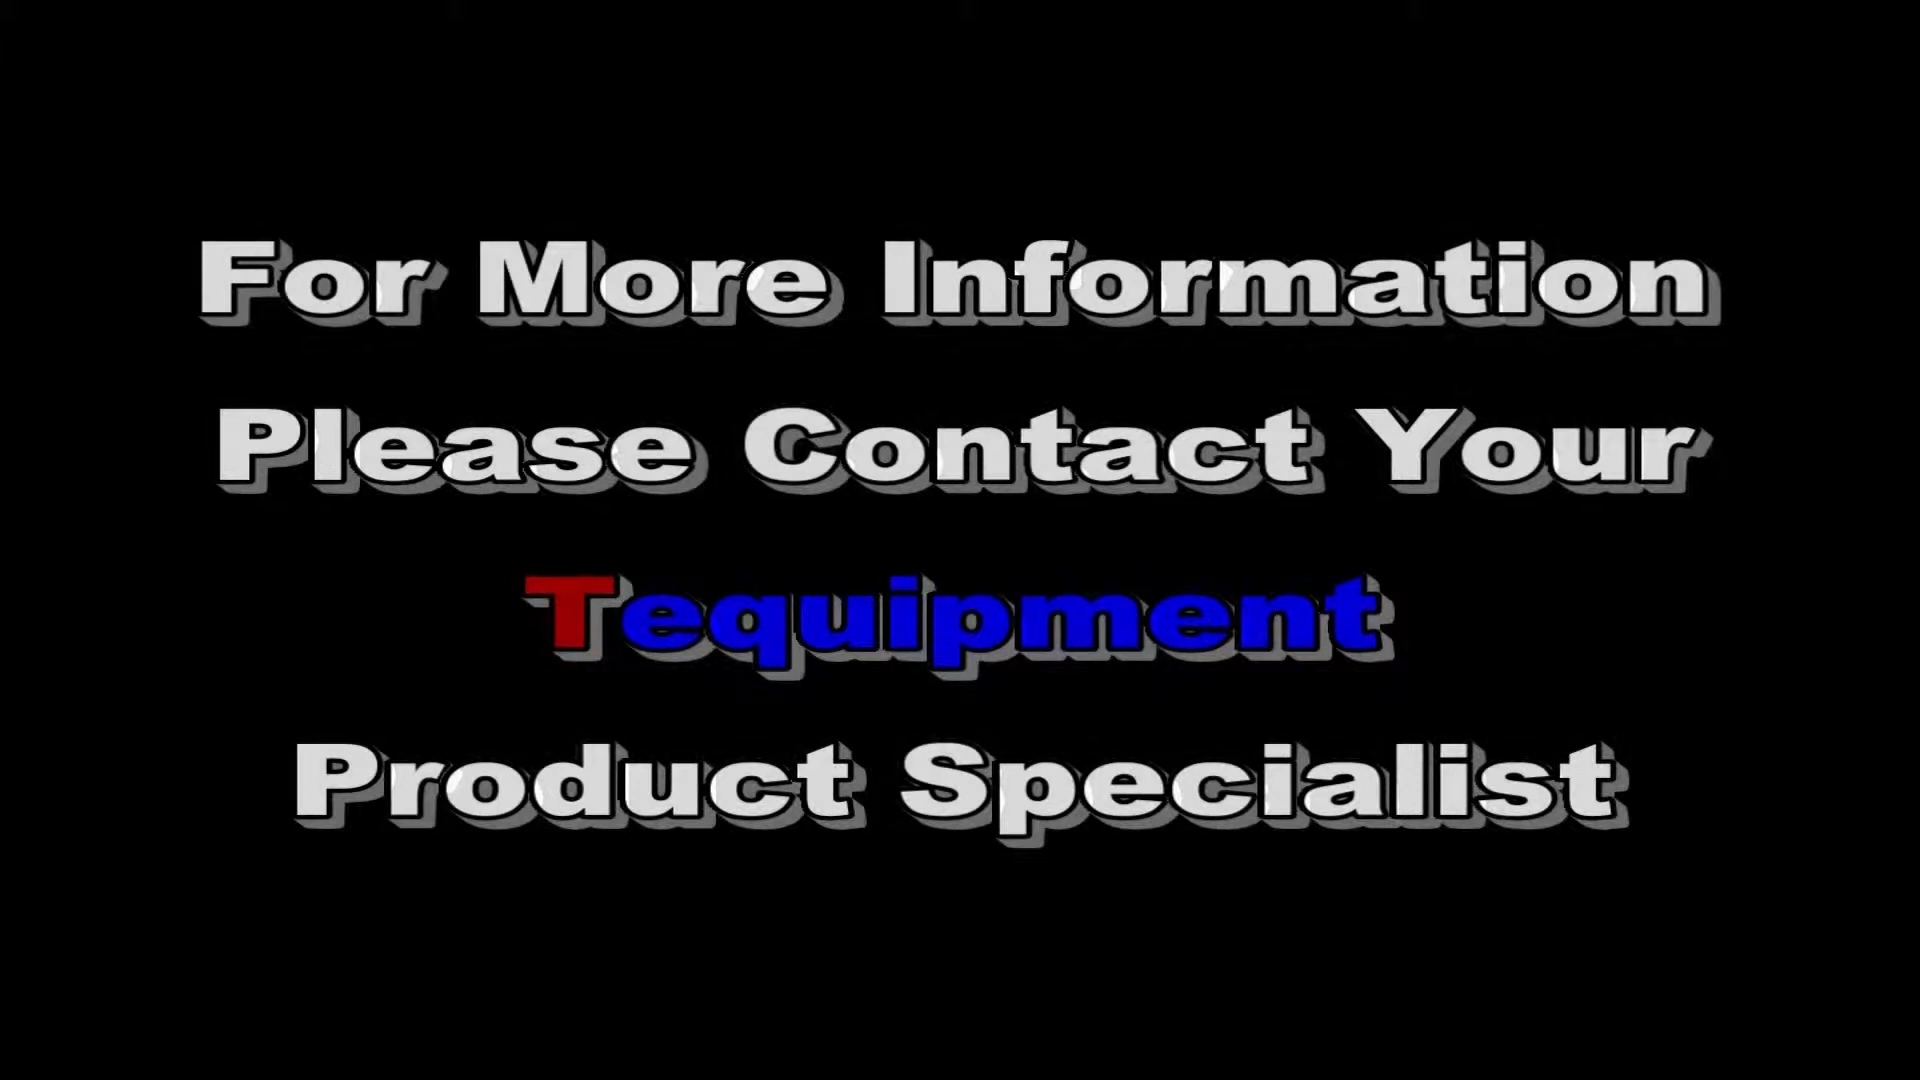 For More Information
Please Contact Your
Tequipment
Product Specialist